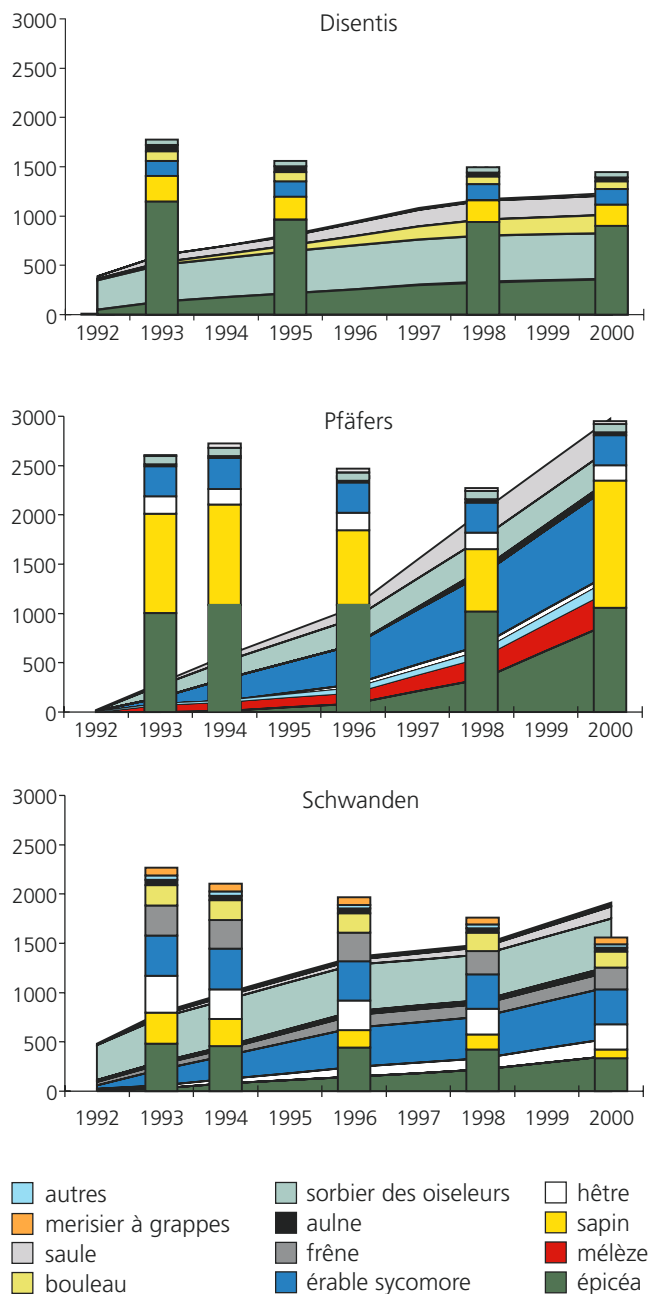 Disentis
3000
2500
2000
1500
1000
500
0
1992 1993 1994 1995 1996 1997 1998 1999 2000
Pfäfers
3000
2500
2000
1500
1000
500
0
1992 1993 1994 1995 1996 1997 1998 1999 2000
Schwanden
3000
2500
2000
1500
1000
500
0
1992 1993 1994 1995 1996 1997 1998 1999 2000
autres sorbier des oiseleurs hêtre
merisier à grappes aulne sapin
saule frêne mélèze
bouleau érable sycomore épicéa